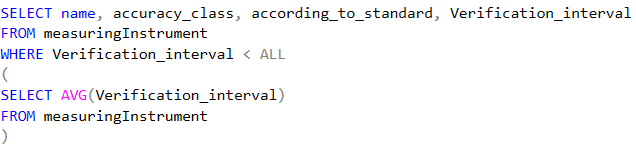 SELECT name, accuracy_class, according_to_standard, Verification_interval
FROM measuringInstrument
WHERE Verification_interval < ALL
(
SELECT AVG(Verification_interval)
FROM measuringInstrument
)